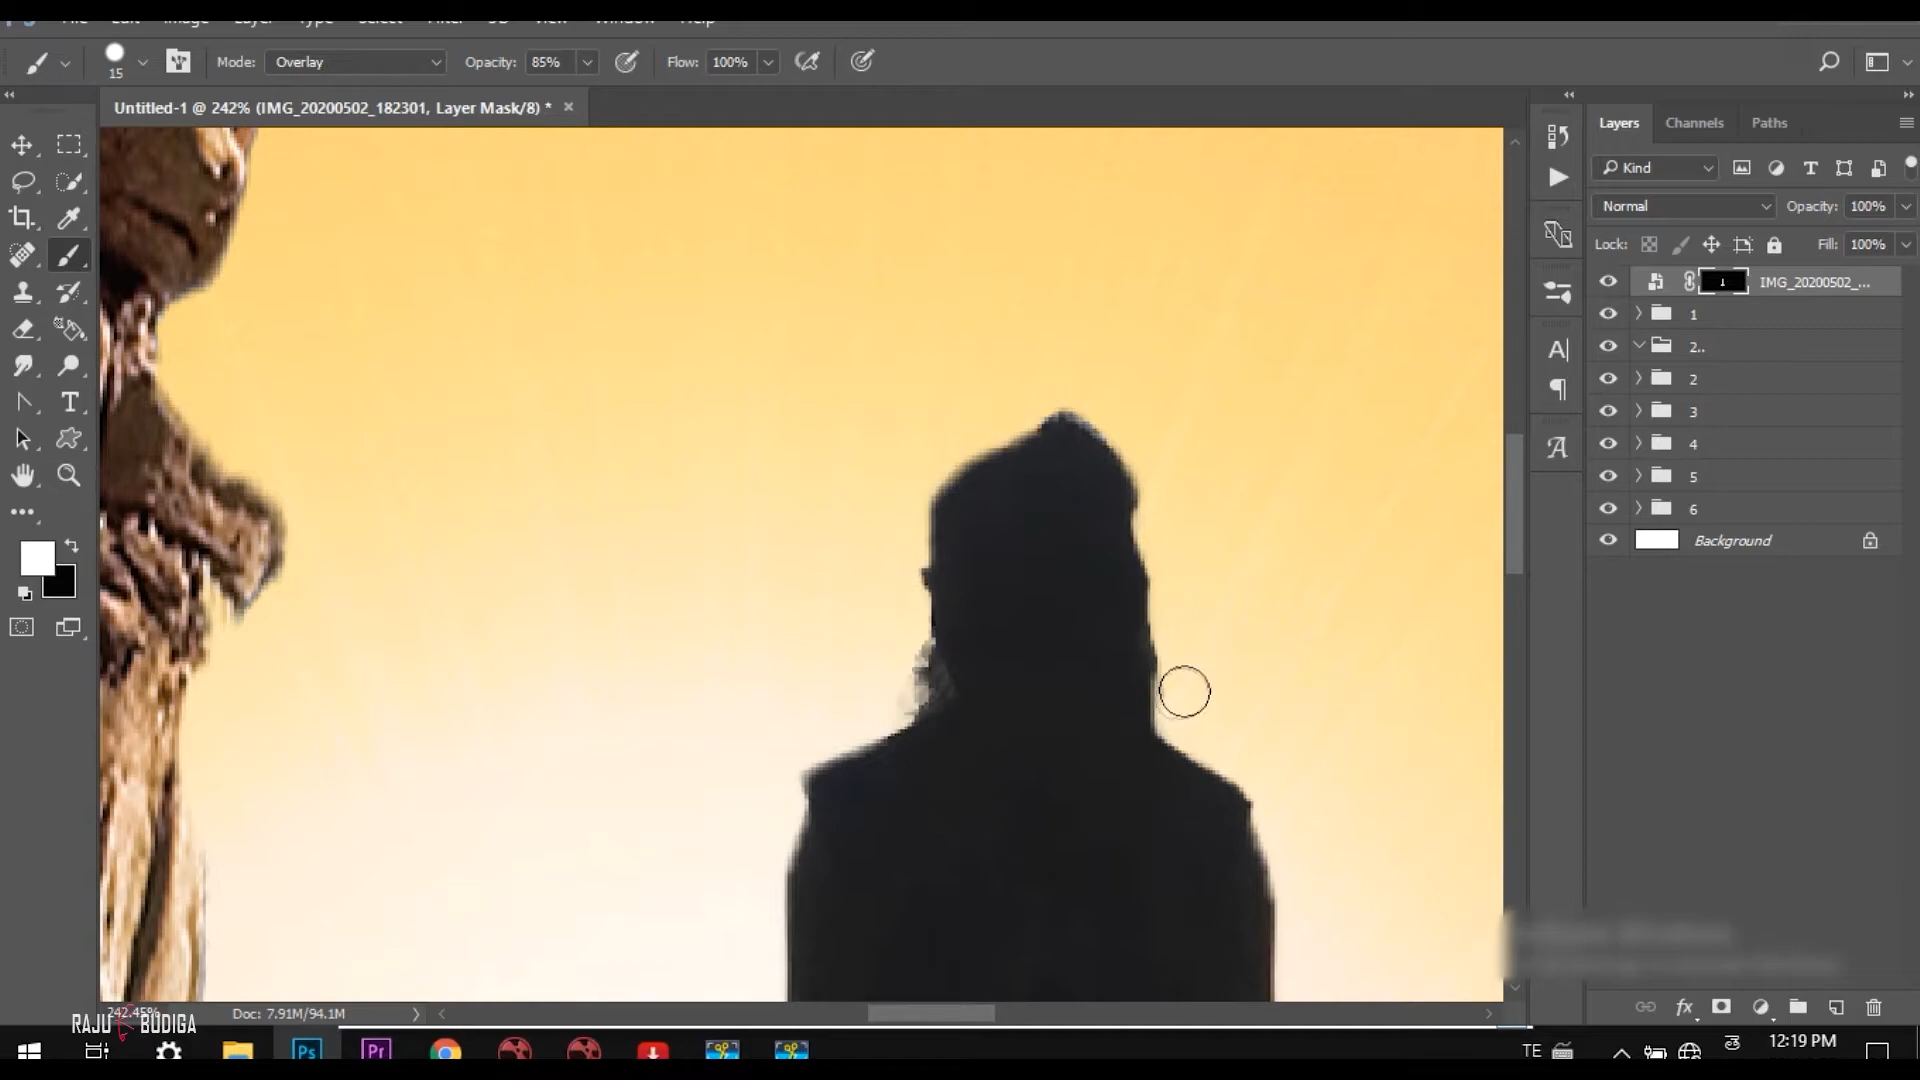 File Edit Image Layer Type Select Filter 3D View Window Help
15 Mode: Overlay Opacity: 85% Flow: 100%
Untitled-1 @ 242% (IMG_20200502_182301, Layer Mask/8) * ×
Layers Channels Paths
Kind
Normal Opacity: 100%
Lock: Fill: 100%
IMG_20200502_...
1
2..
2
3
4
5
6
Background
242.45% Doc: 7.91M/94.1M
RAJU BUDIGA
Ps Pr TE 12:19 PM